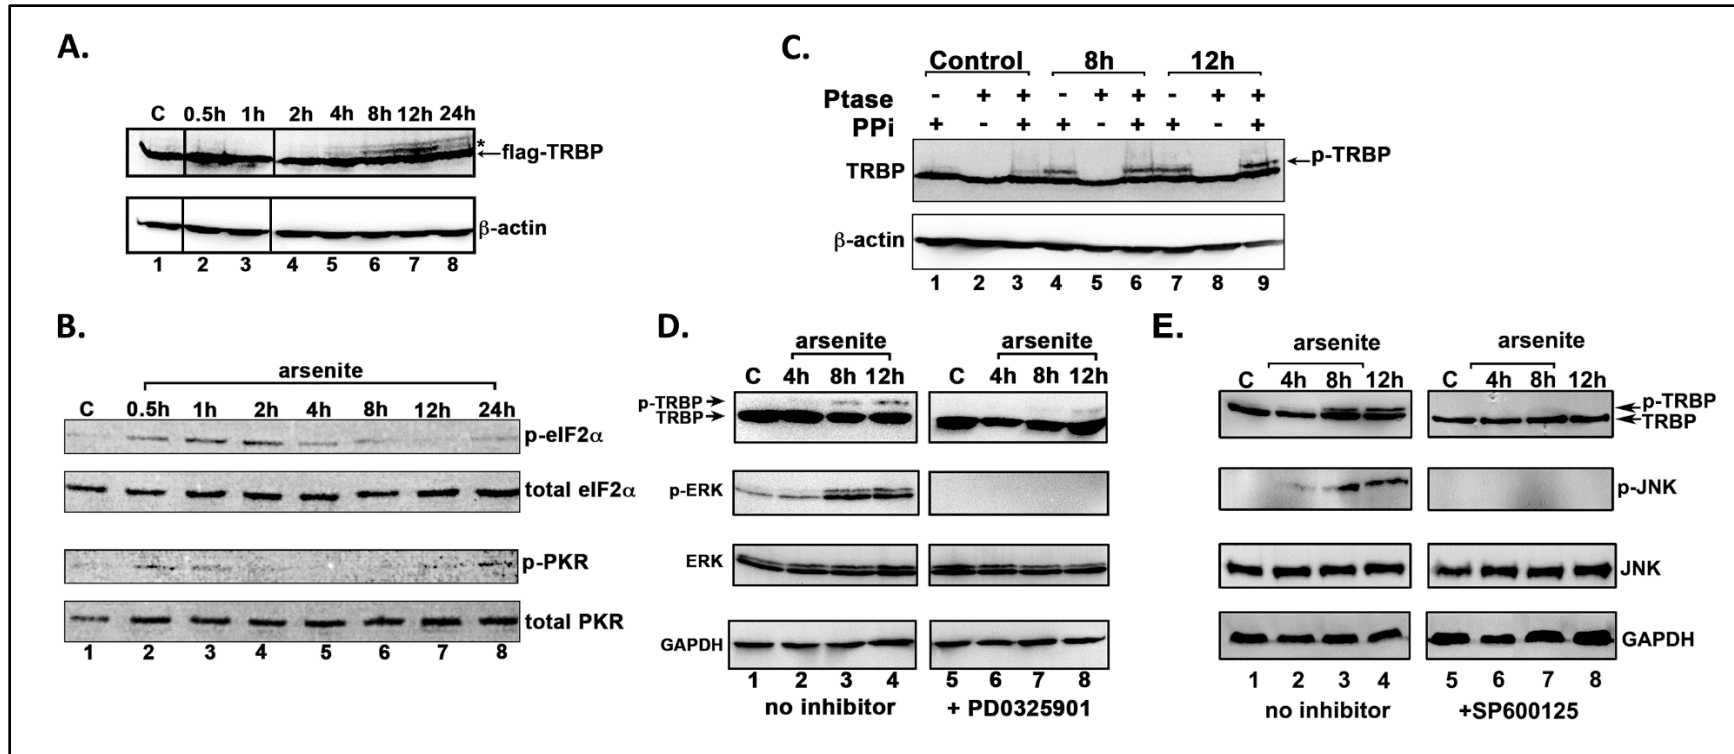 A.
C 0.5h 1h 2h 4h 8h 12h 24h
*
←flag-TRBP
β-actin
1 2 3 4 5 6 7 8
B.
arsenite
C 0.5h 1h 2h 4h 8h 12h 24h
p-eIF2α
total eIF2α
p-PKR
total PKR
1 2 3 4 5 6 7 8
C.
Control 8h 12h
Ptase - + + - + + - + +
PPi + - + + - + + - +
TRBP
←p-TRBP
β-actin
1 2 3 4 5 6 7 8 9
D.
arsenite arsenite
C 4h 8h 12h C 4h 8h 12h
p-TRBP→
TRBP→
p-ERK
ERK
GAPDH
1 2 3 4 5 6 7 8
no inhibitor + PD0325901
E.
arsenite arsenite
C 4h 8h 12h C 4h 8h 12h
←p-TRBP
←TRBP
p-JNK
JNK
GAPDH
1 2 3 4 5 6 7 8
no inhibitor +SP600125